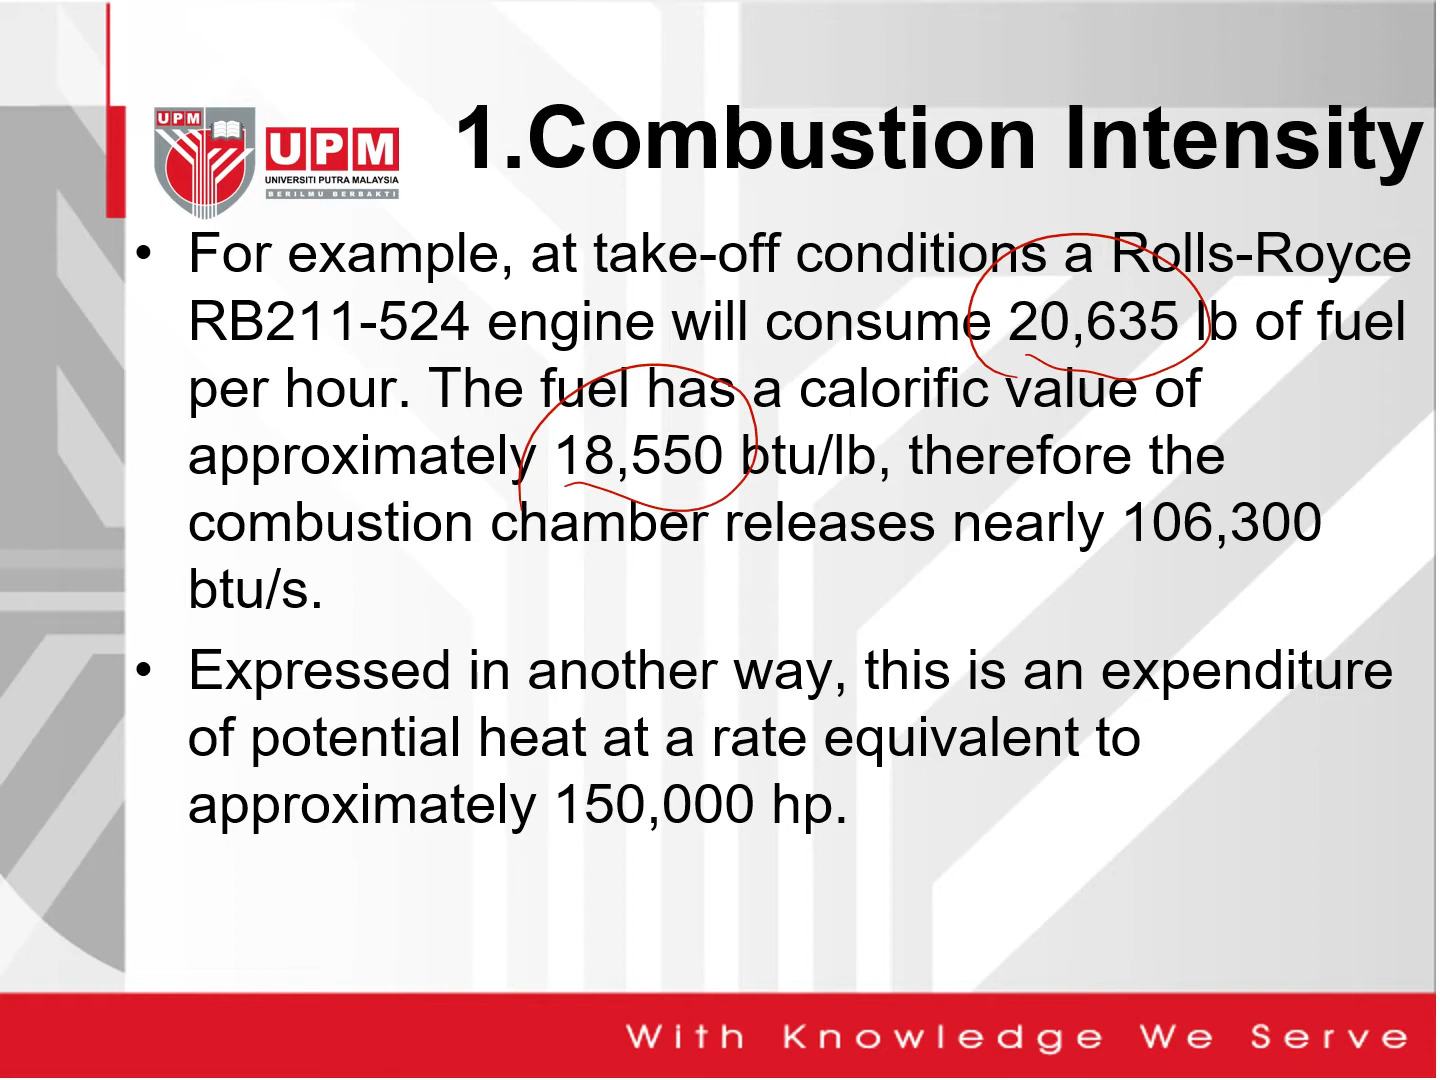 1.Combustion Intensity
UPM
UPM
UNIVERSITI PUTRA MALAYSIA
BERILMU BERBAKTI
• For example, at take-off conditions a Rolls-Royce
RB211-524 engine will consume 20,635 lb of fuel
per hour. The fuel has a calorific value of
approximately 18,550 btu/lb, therefore the
combustion chamber releases nearly 106,300
btu/s.
• Expressed in another way, this is an expenditure
of potential heat at a rate equivalent to
approximately 150,000 hp.
With Knowledge We Serve